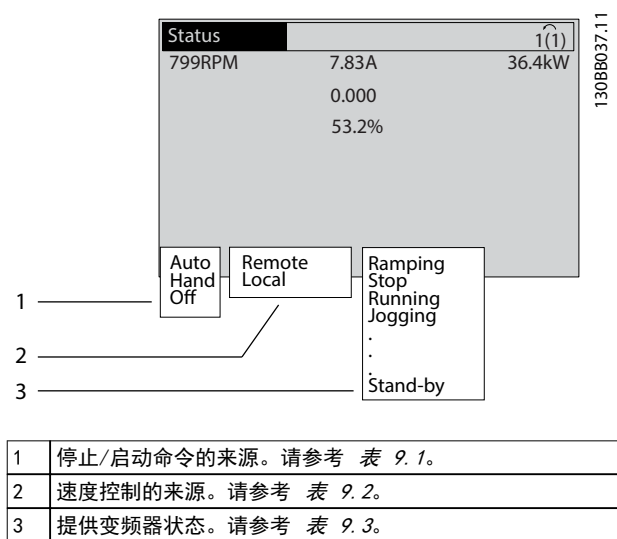 Status 1(1)
799RPM 7.83A 36.4kW
0.000
53.2%
130BB037.11
Auto
Hand
Off
Remote
Local
Ramping
Stop
Running
Jogging
.
.
.
Stand-by
1
2
3
1 停止/启动命令的来源。请参考 表 9.1。
2 速度控制的来源。请参考 表 9.2。
3 提供变频器状态。请参考 表 9.3。